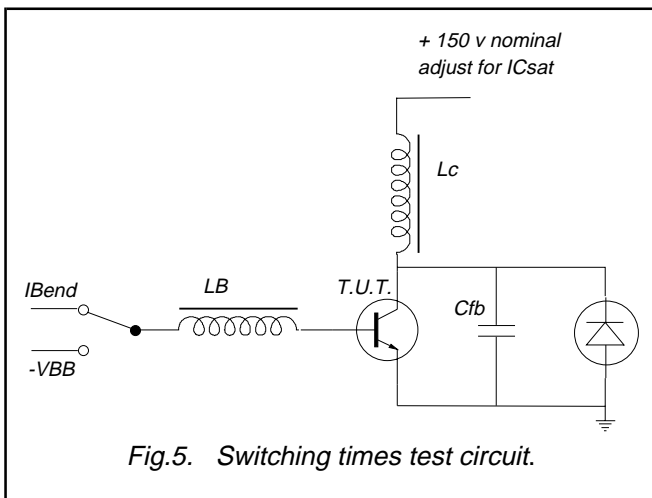 + 150 v nominal
adjust for ICsat
Lc
IBend
LB
T.U.T.
Cfb
-VBB
Fig.5. Switching times test circuit.